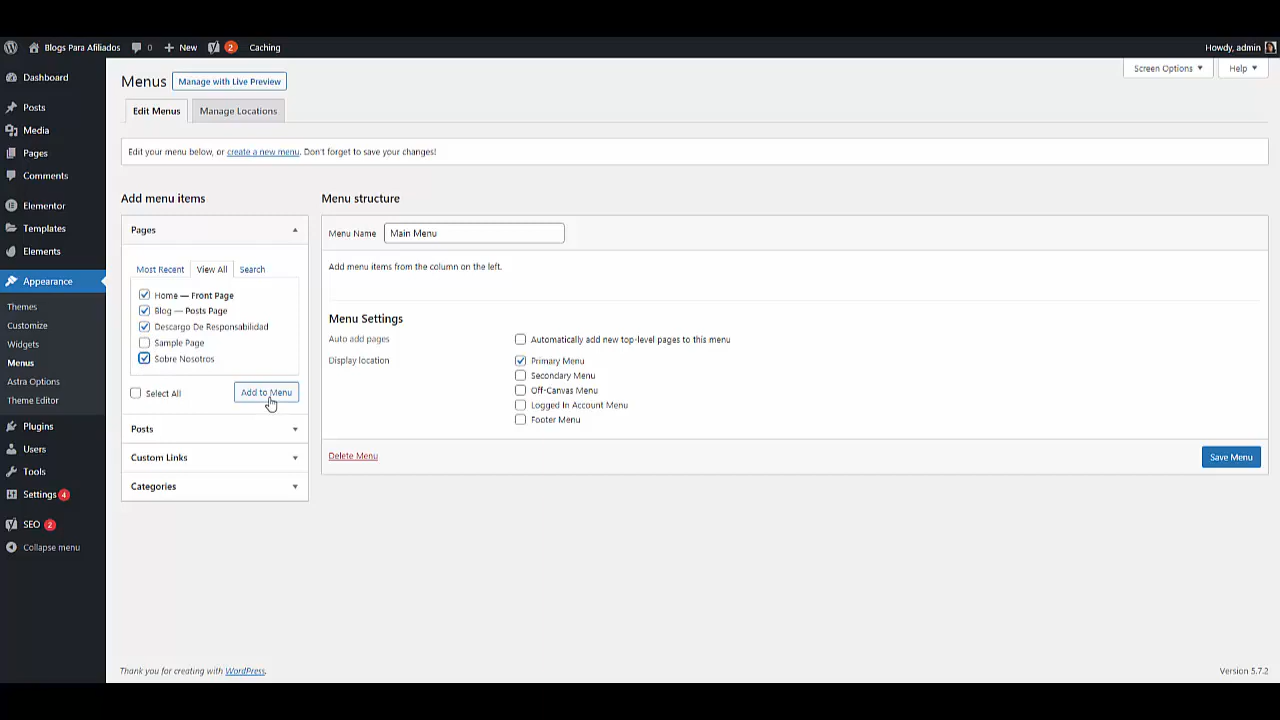 Blogs Para Afiliados 0 New 2 Caching Howdy, admin
Screen Options Help
Dashboard
Posts
Media
Pages
Comments
Elementor
Templates
Elements
Appearance
Themes
Customize
Widgets
Menus
Astra Options
Theme Editor
Plugins
Users
Tools
Settings 4
SEO 2
Collapse menu
Menus Manage with Live Preview
Edit Menus Manage Locations
Edit your menu below, or create a new menu. Don't forget to save your changes!
Add menu items
Pages
Most Recent View All Search
Home — Front Page
Blog — Posts Page
Descargo De Responsabilidad
Sample Page
Sobre Nosotros
Select All Add to Menu
Posts
Custom Links
Categories
Menu structure
Menu Name Main Menu
Add menu items from the column on the left.
Menu Settings
Auto add pages Automatically add new top-level pages to this menu
Display location Primary Menu
Secondary Menu
Off-Canvas Menu
Logged In Account Menu
Footer Menu
Delete Menu Save Menu
Thank you for creating with WordPress. Version 5.7.2